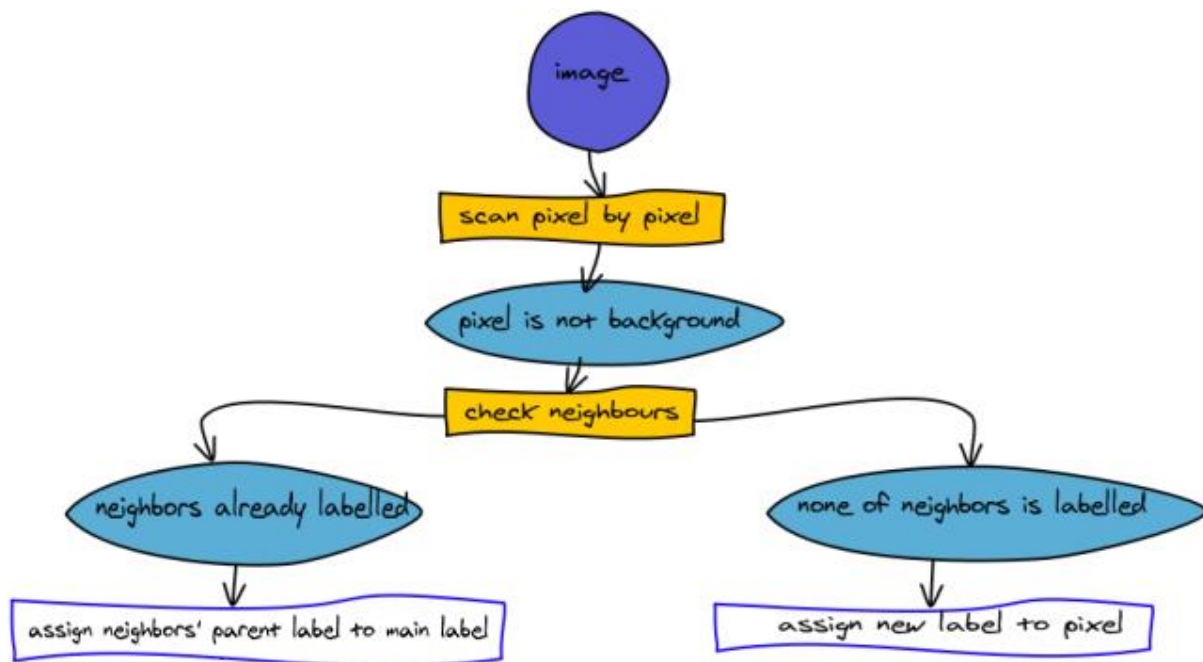 image
scan pixel by pixel
pixel is not background
check neighbours
neighbors already labelled
none of neighbors is labelled
assign neighbors' parent label to main label
assign new label to pixel